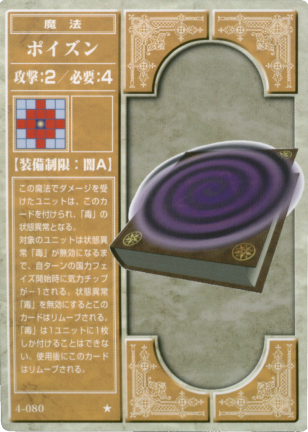 魔法
ポイズン
攻撃:2／必要:4
【装備制限：闇A】
この魔法でダメージを受
けたユニットは、このカ
ードを付けられ、「毒」の
状態異常となる。
対象のユニットは状態異
常「毒」が無効になるま
で、自ターンの国力フェ
イズ開始時に気力チップ
が－1される。状態異常
「毒」を無効にするとこの
カードはリムーブされる。
「毒」は1ユニットに1枚
しか付けることはできな
い。使用後にこのカード
はリムーブされる。
4-080 ★